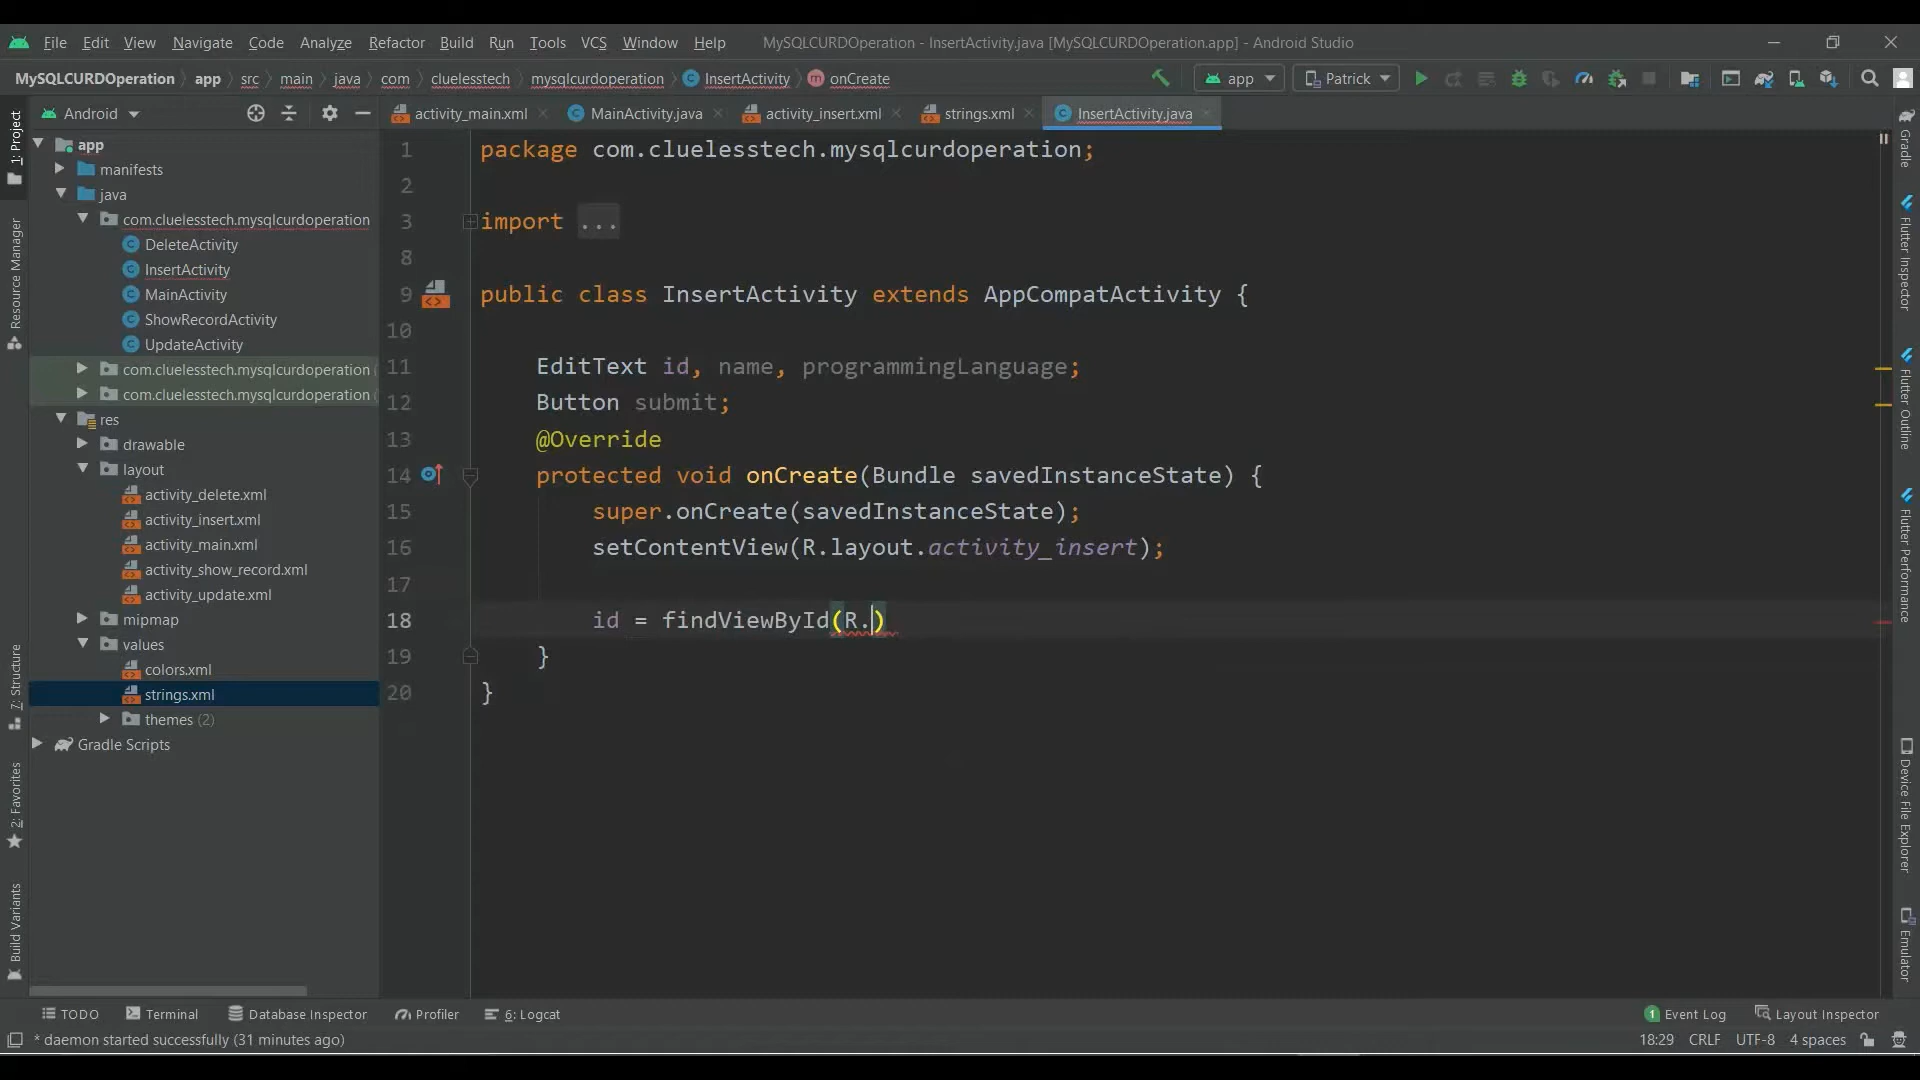 File Edit View Navigate Code Analyze Refactor Build Run Tools VCS Window Help MySQLCURDOperation - InsertActivity.java [MySQLCURDOperation.app] - Android Studio
MySQLCURDOperation app src main java com cluelesstech mysqlcurdoperation InsertActivity onCreate app Patrick
Android
activity_main.xml MainActivity.java activity_insert.xml strings.xml InsertActivity.java
app
manifests
java
com.cluelesstech.mysqlcurdoperation
DeleteActivity
InsertActivity
MainActivity
ShowRecordActivity
UpdateActivity
com.cluelesstech.mysqlcurdoperation
com.cluelesstech.mysqlcurdoperation
res
drawable
layout
activity_delete.xml
activity_insert.xml
activity_main.xml
activity_show_record.xml
activity_update.xml
mipmap
values
colors.xml
strings.xml
themes (2)
Gradle Scripts
1: Project
Resource Manager
7: Structure
2: Favorites
Build Variants
1 package com.cluelesstech.mysqlcurdoperation;
2
3 import ...
8
9 public class InsertActivity extends AppCompatActivity {
10
11 EditText id, name, programmingLanguage;
12 Button submit;
13 @Override
14 protected void onCreate(Bundle savedInstanceState) {
15 super.onCreate(savedInstanceState);
16 setContentView(R.layout.activity_insert);
17
18 id = findViewById(R.)
19 }
20 }
Gradle
Flutter Inspector
Flutter Outline
Flutter Performance
Device File Explorer
Emulator
TODO Terminal Database Inspector Profiler 6: Logcat 1 Event Log Layout Inspector
* daemon started successfully (31 minutes ago) 18:29 CRLF UTF-8 4 spaces